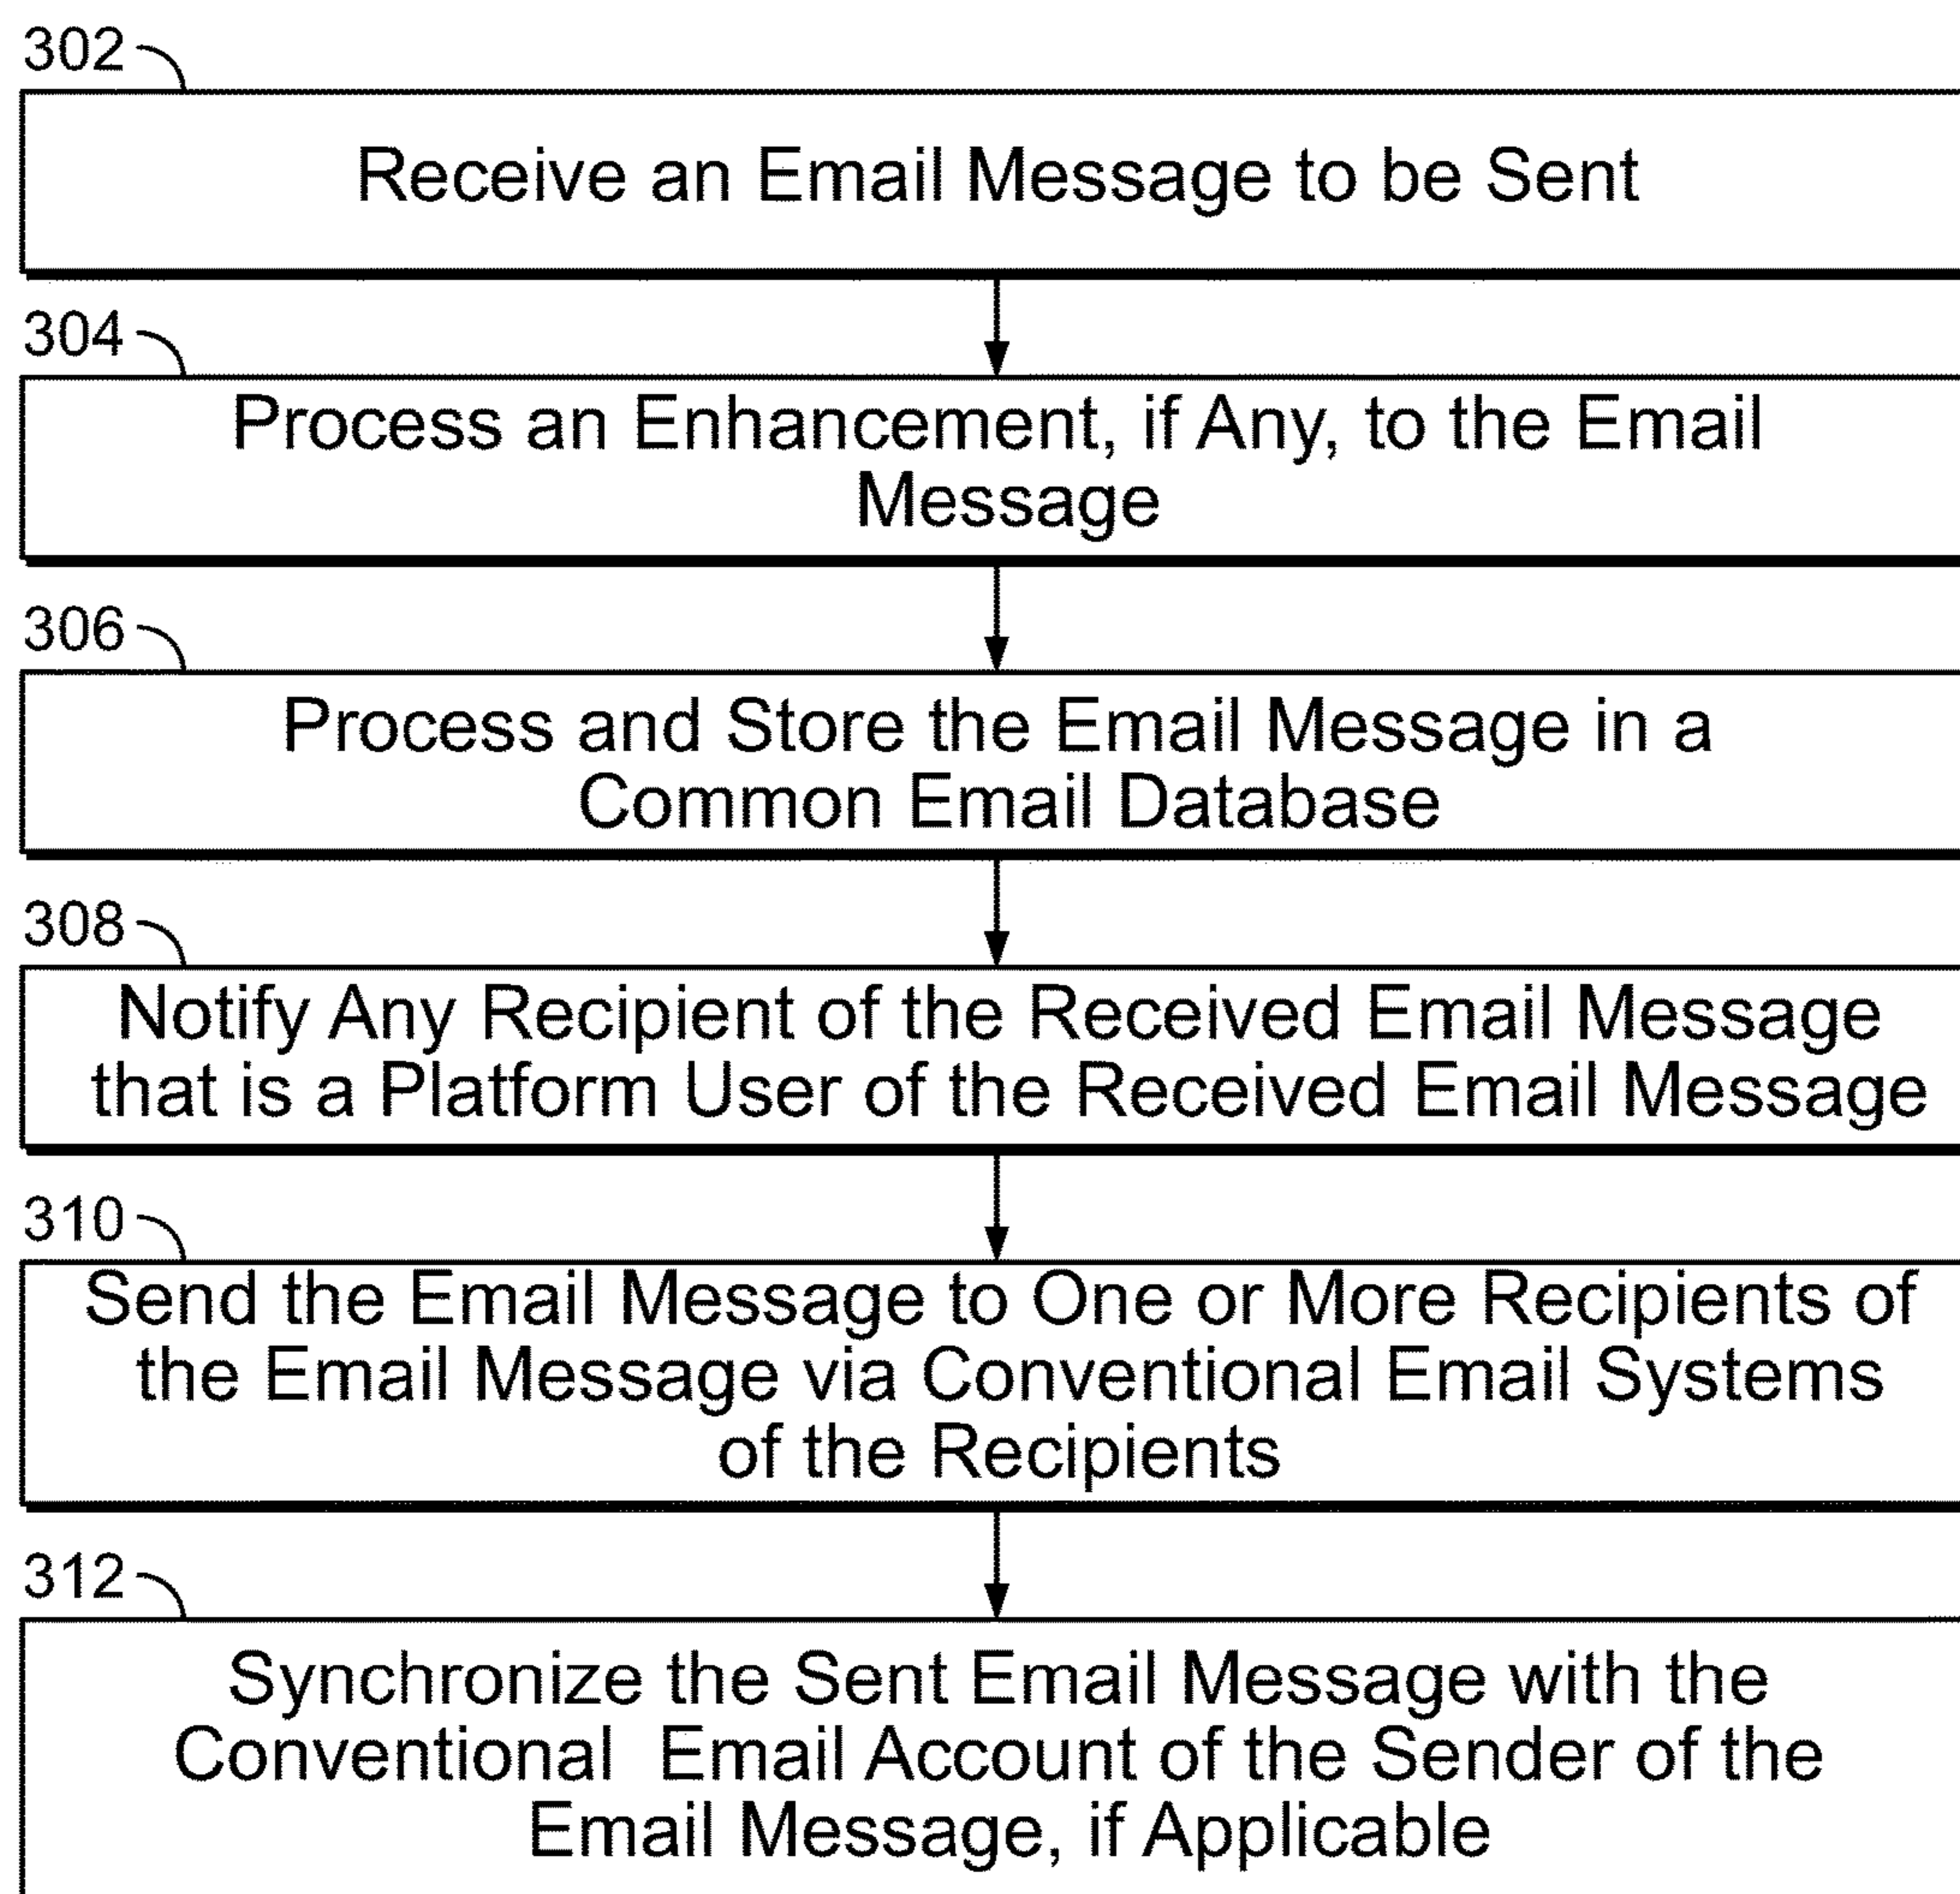 302
Receive an Email Message to be Sent
304
Process an Enhancement, if Any, to the Email
Message
306
Process and Store the Email Message in a
Common Email Database
308
Notify Any Recipient of the Received Email Message
that is a Platform User of the Received Email Message
310
Send the Email Message to One or More Recipients of
the Email Message via Conventional Email Systems
of the Recipients
312
Synchronize the Sent Email Message with the
Conventional Email Account of the Sender of the
Email Message, if Applicable